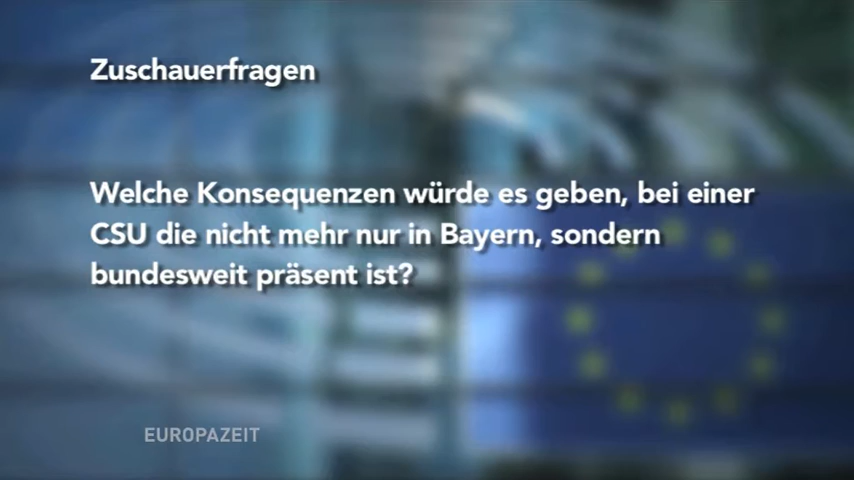 Zuschauerfragen
Welche Konsequenzen würde es geben, bei einer
CSU die nicht mehr nur in Bayern, sondern
bundesweit präsent ist?
EUROPAZEIT